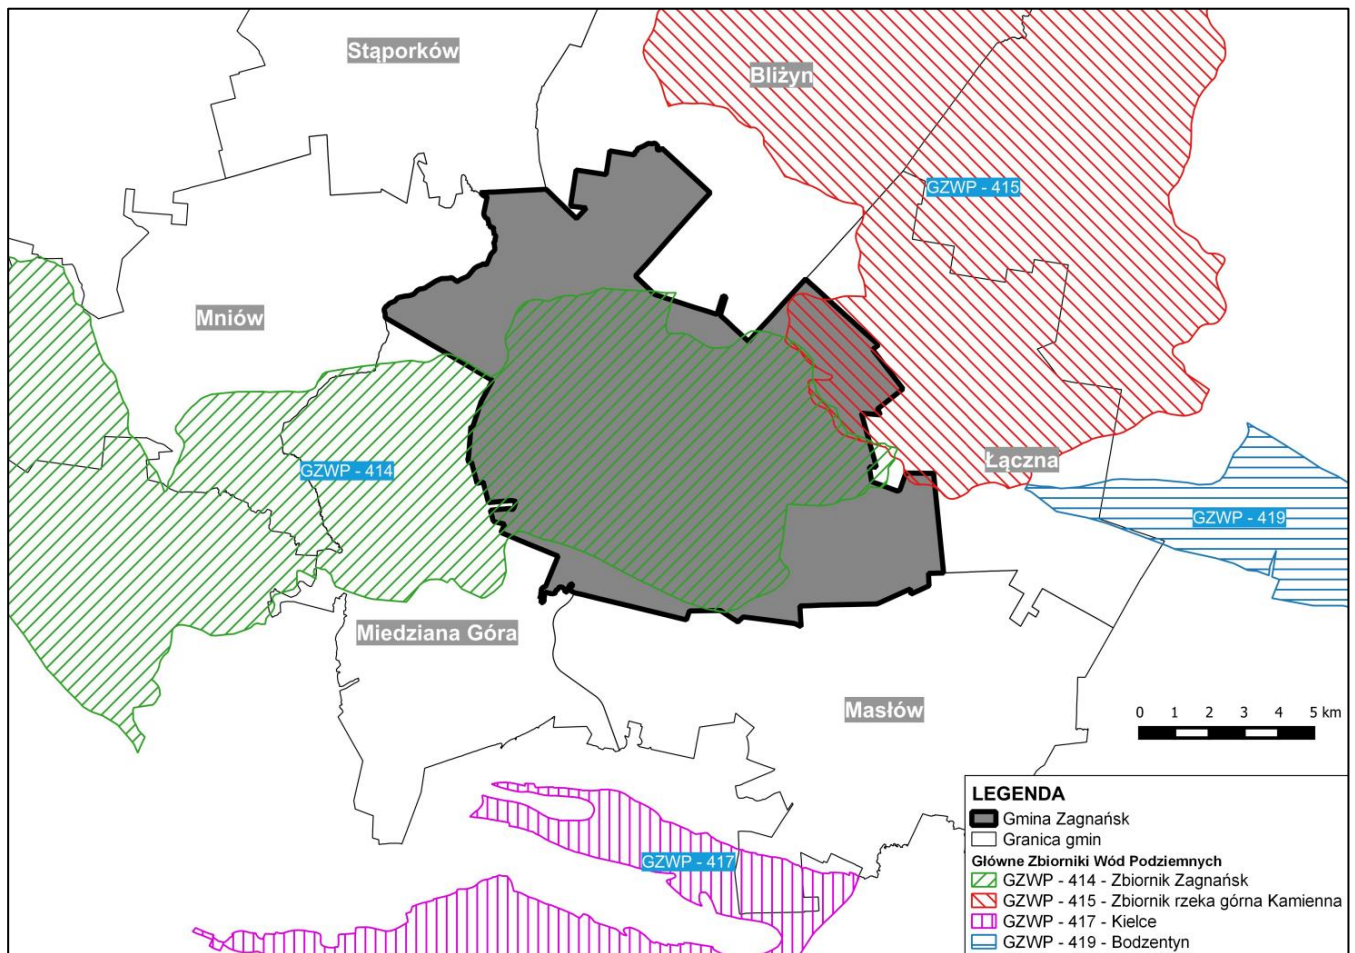 Stąporków
Bliżyn
GZWP - 415
Mniów
GZWP - 414
Łączna
GZWP - 419
Miedziana Góra
Masłów
0 1 2 3 4 5 km
GZWP - 417
LEGENDA
Gmina Zagnańsk
Granica gmin
Główne Zbiorniki Wód Podziemnych
GZWP - 414 - Zbiornik Zagnańsk
GZWP - 415 - Zbiornik rzeka górna Kamienna
GZWP - 417 - Kielce
GZWP - 419 - Bodzentyn